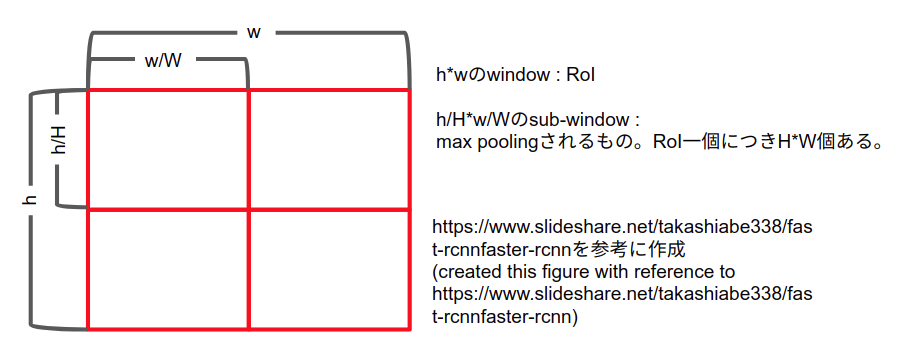 w
w/W
h/H
h
h*wのwindow : RoI
h/H*w/Wのsub-window :
max poolingされるもの。RoI一個につきH*W個ある。
https://www.slideshare.net/takashiabe338/fas
t-rcnnfaster-rcnnを参考に作成
(created this figure with reference to
https://www.slideshare.net/takashiabe338/fas
t-rcnnfaster-rcnn)